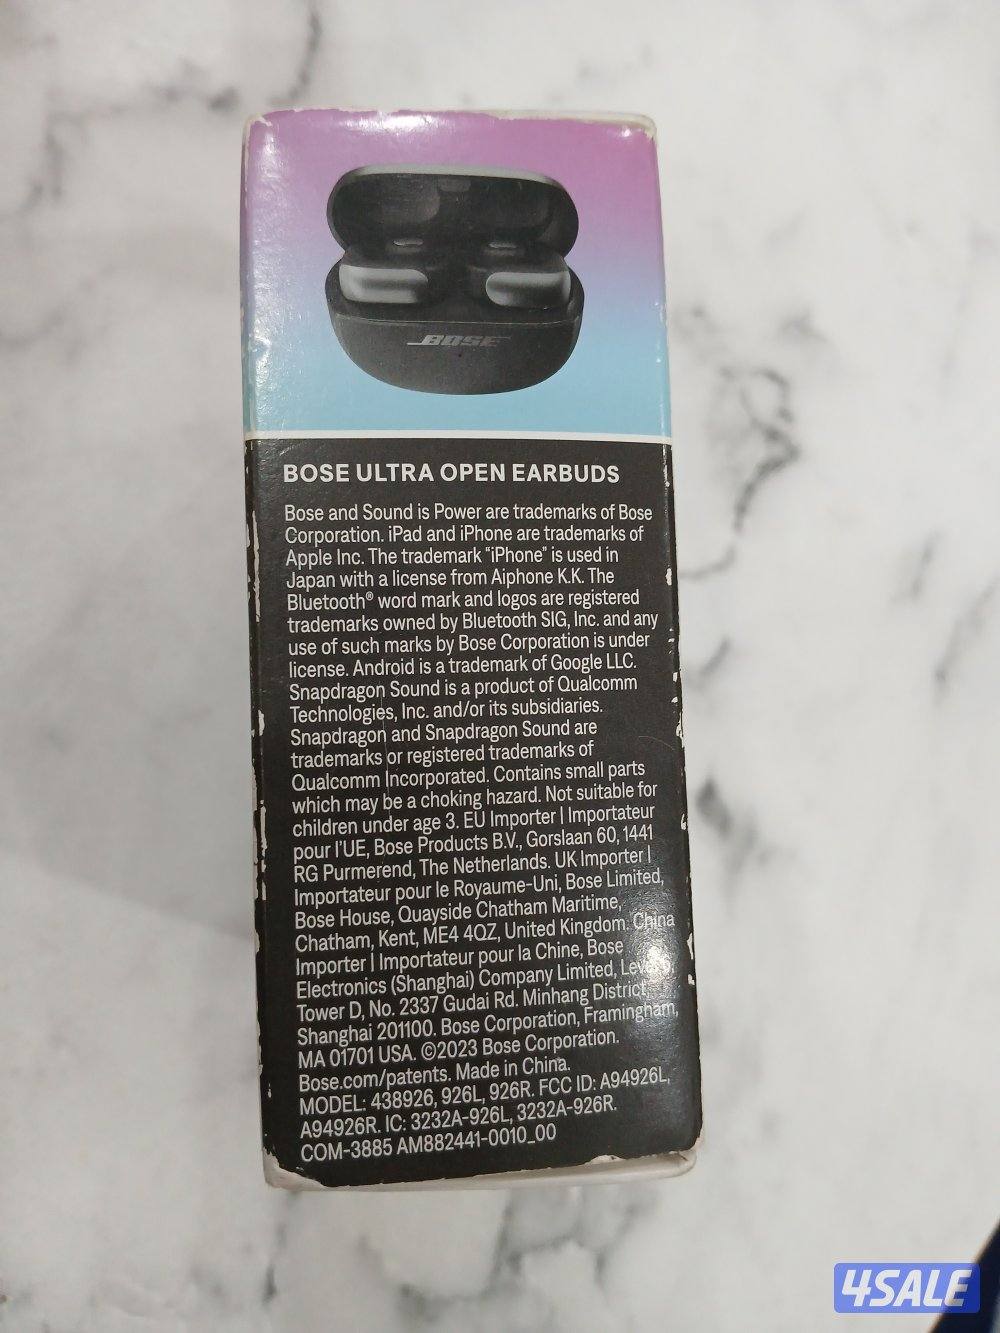 BOSE
BOSE ULTRA OPEN EARBUDS
Bose and Sound is Power are trademarks of Bose
Corporation. iPad and iPhone are trademarks of
Apple Inc. The trademark “iPhone” is used in
Japan with a license from Aiphone K.K. The
Bluetooth® word mark and logos are registered
trademarks owned by Bluetooth SIG, Inc. and any
use of such marks by Bose Corporation is under
license. Android is a trademark of Google LLC.
Snapdragon Sound is a product of Qualcomm
Technologies, Inc. and/or its subsidiaries.
Snapdragon and Snapdragon Sound are
trademarks or registered trademarks of
Qualcomm Incorporated. Contains small parts
which may be a choking hazard. Not suitable for
children under age 3. EU Importer | Importateur
pour l'UE, Bose Products B.V., Gorslaan 60, 1441
RG Purmerend, The Netherlands. UK Importer |
Importateur pour le Royaume-Uni, Bose Limited,
Bose House, Quayside Chatham Maritime,
Chatham, Kent, ME4 4QZ, United Kingdom. China
Importer | Importateur pour la Chine, Bose
Electronics (Shanghai) Company Limited,
Tower D, No. 2337 Gudai Rd. Minhang District,
Shanghai 201100. Bose Corporation, Framingham,
MA 01701 USA. ©2023 Bose Corporation.
Bose.com/patents. Made in China.
MODEL: 438926, 926L, 926R. FCC ID: A94926L,
A94926R. IC: 3232A-926L, 3232A-926R.
COM-3885 AM882441-0010_00
4SALE